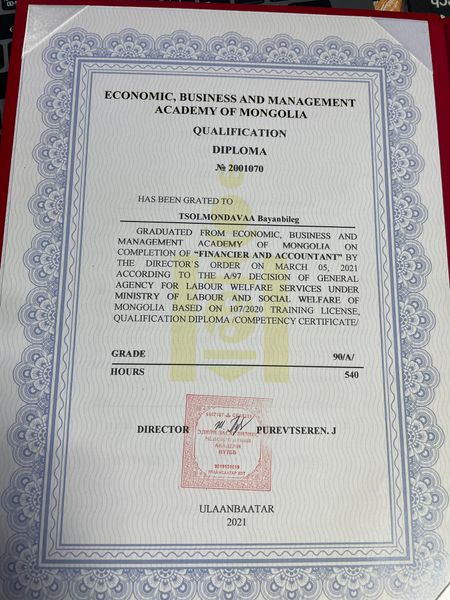 ECONOMIC, BUSINESS AND MANAGEMENT
ACADEMY OF MONGOLIA
QUALIFICATION
DIPLOMA
№ 2001070
HAS BEEN GRATED TO
TSOLMONDAVAA Bayanbileg
GRADUATED FROM ECONOMIC, BUSINESS AND
MANAGEMENT ACADEMY OF MONGOLIA ON
COMPLETION OF "FINANCIER AND ACCOUNTANT" BY
THE DIRECTOR`S ORDER ON MARCH 05, 2021
ACCORDING TO THE A/97 DECISION OF GENERAL
AGENCY FOR LABOUR WELFARE SERVICES UNDER
MINISTRY OF LABOUR AND SOCIAL WELFARE OF
MONGOLIA BASED ON 107/2020 TRAINING LICENSE,
QUALIFICATION DIPLOMA /COMPETENCY CERTIFICATE/
GRADE 90/A/
HOURS 540
DIRECTOR PUREVTSEREN. J
ULAANBAATAR
2021